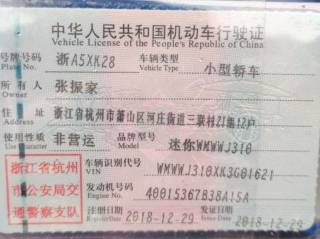 中华人民共和国机动车行驶证
Vehicle License of the People's Republic of China
号牌号码 浙A5XK28 车辆类型 小型轿车
Plate No. Vehicle Type
所有人 张振家
Owner
住址 浙江省杭州市萧山区河庄街道三联村21组12户
Address
使用性质 非营运 品牌型号 迷你WMWWJ310
Use Character Model
浙江省杭州 车辆识别代号 WMWWJ310XK3G01621
VIN
市公安局交 发动机号码 40015367B38A15A
Engine No.
通警察支队 注册日期 2018-12-29 发证日期 2018-12-29
Register Date Issue Date